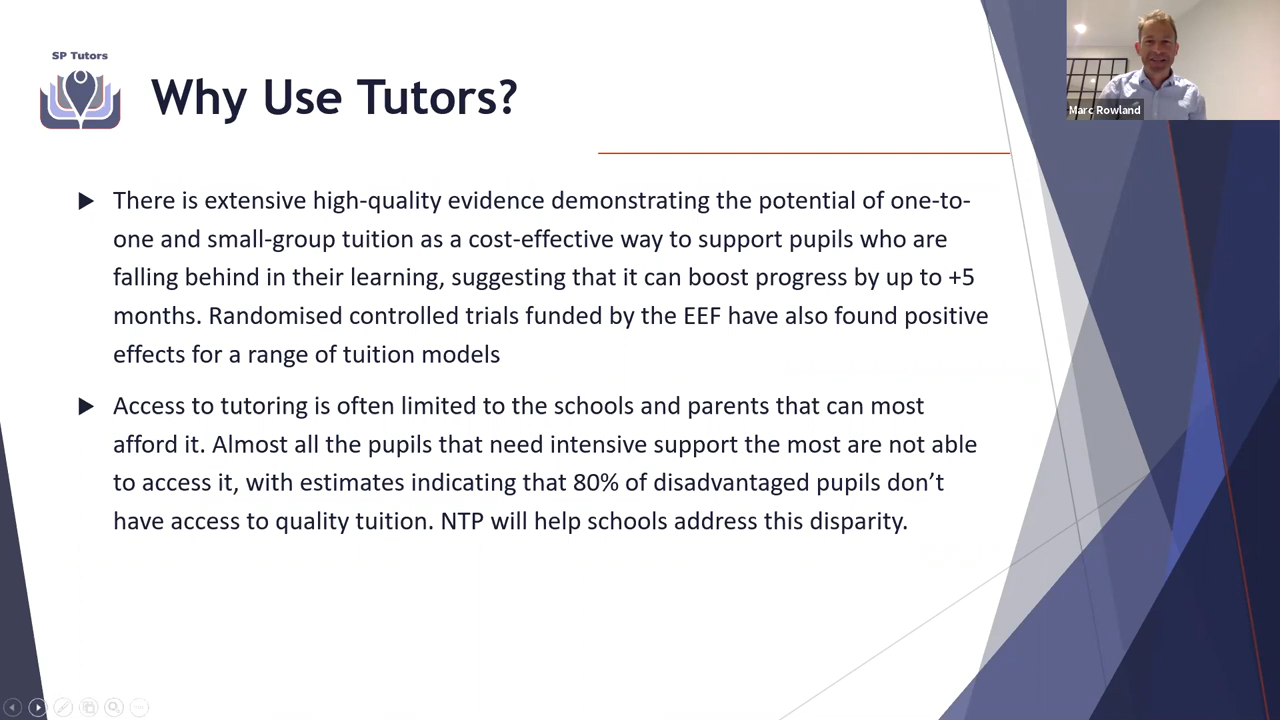 SP Tutors
Why Use Tutors?
Marc Rowland
There is extensive high-quality evidence demonstrating the potential of one-to-
one and small-group tuition as a cost-effective way to support pupils who are
falling behind in their learning, suggesting that it can boost progress by up to +5
months. Randomised controlled trials funded by the EEF have also found positive
effects for a range of tuition models
Access to tutoring is often limited to the schools and parents that can most
afford it. Almost all the pupils that need intensive support the most are not able
to access it, with estimates indicating that 80% of disadvantaged pupils don’t
have access to quality tuition. NTP will help schools address this disparity.